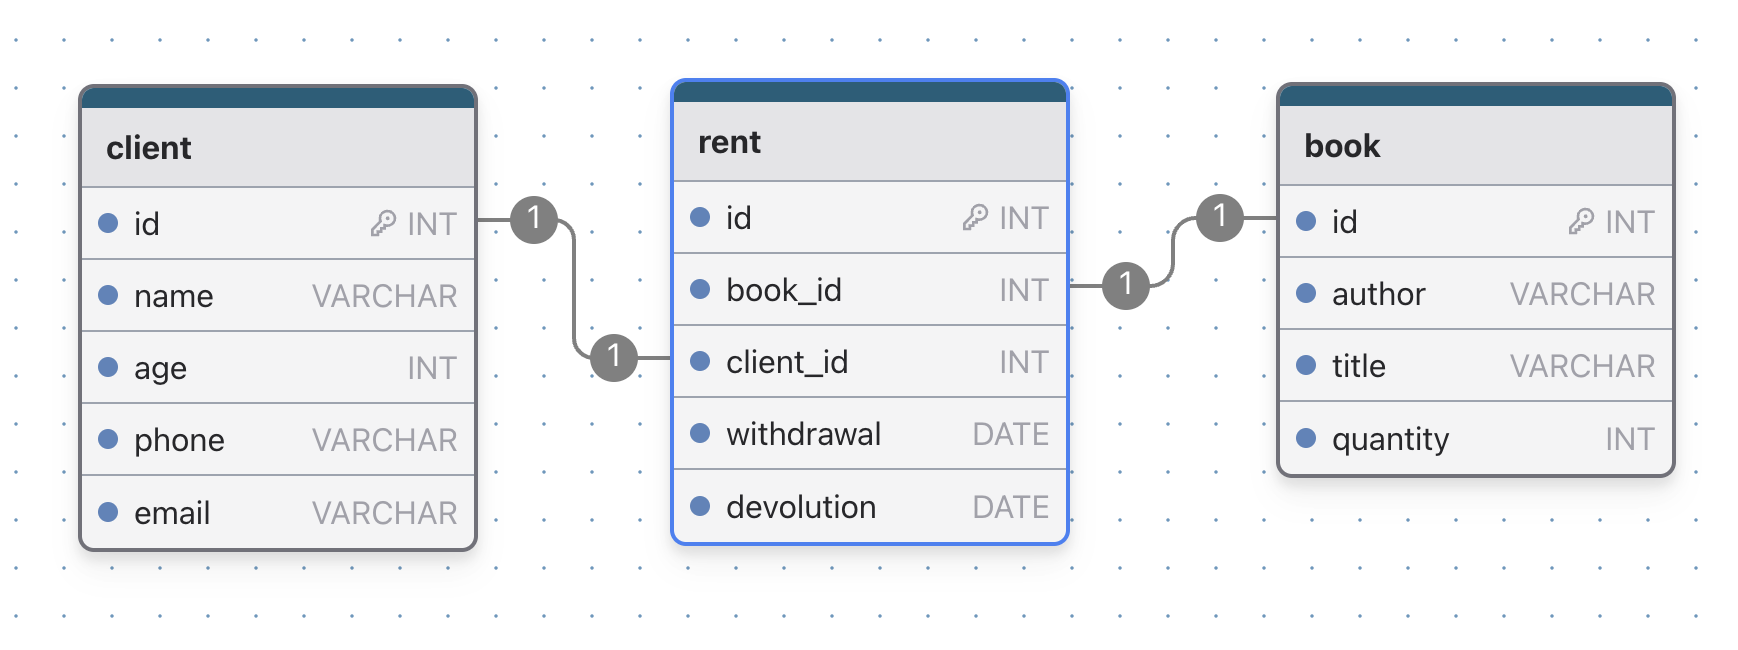 client
id INT
name VARCHAR
age INT
phone VARCHAR
email VARCHAR
1
1
rent
id INT
book_id INT
client_id INT
withdrawal DATE
devolution DATE
1
1
book
id INT
author VARCHAR
title VARCHAR
quantity INT